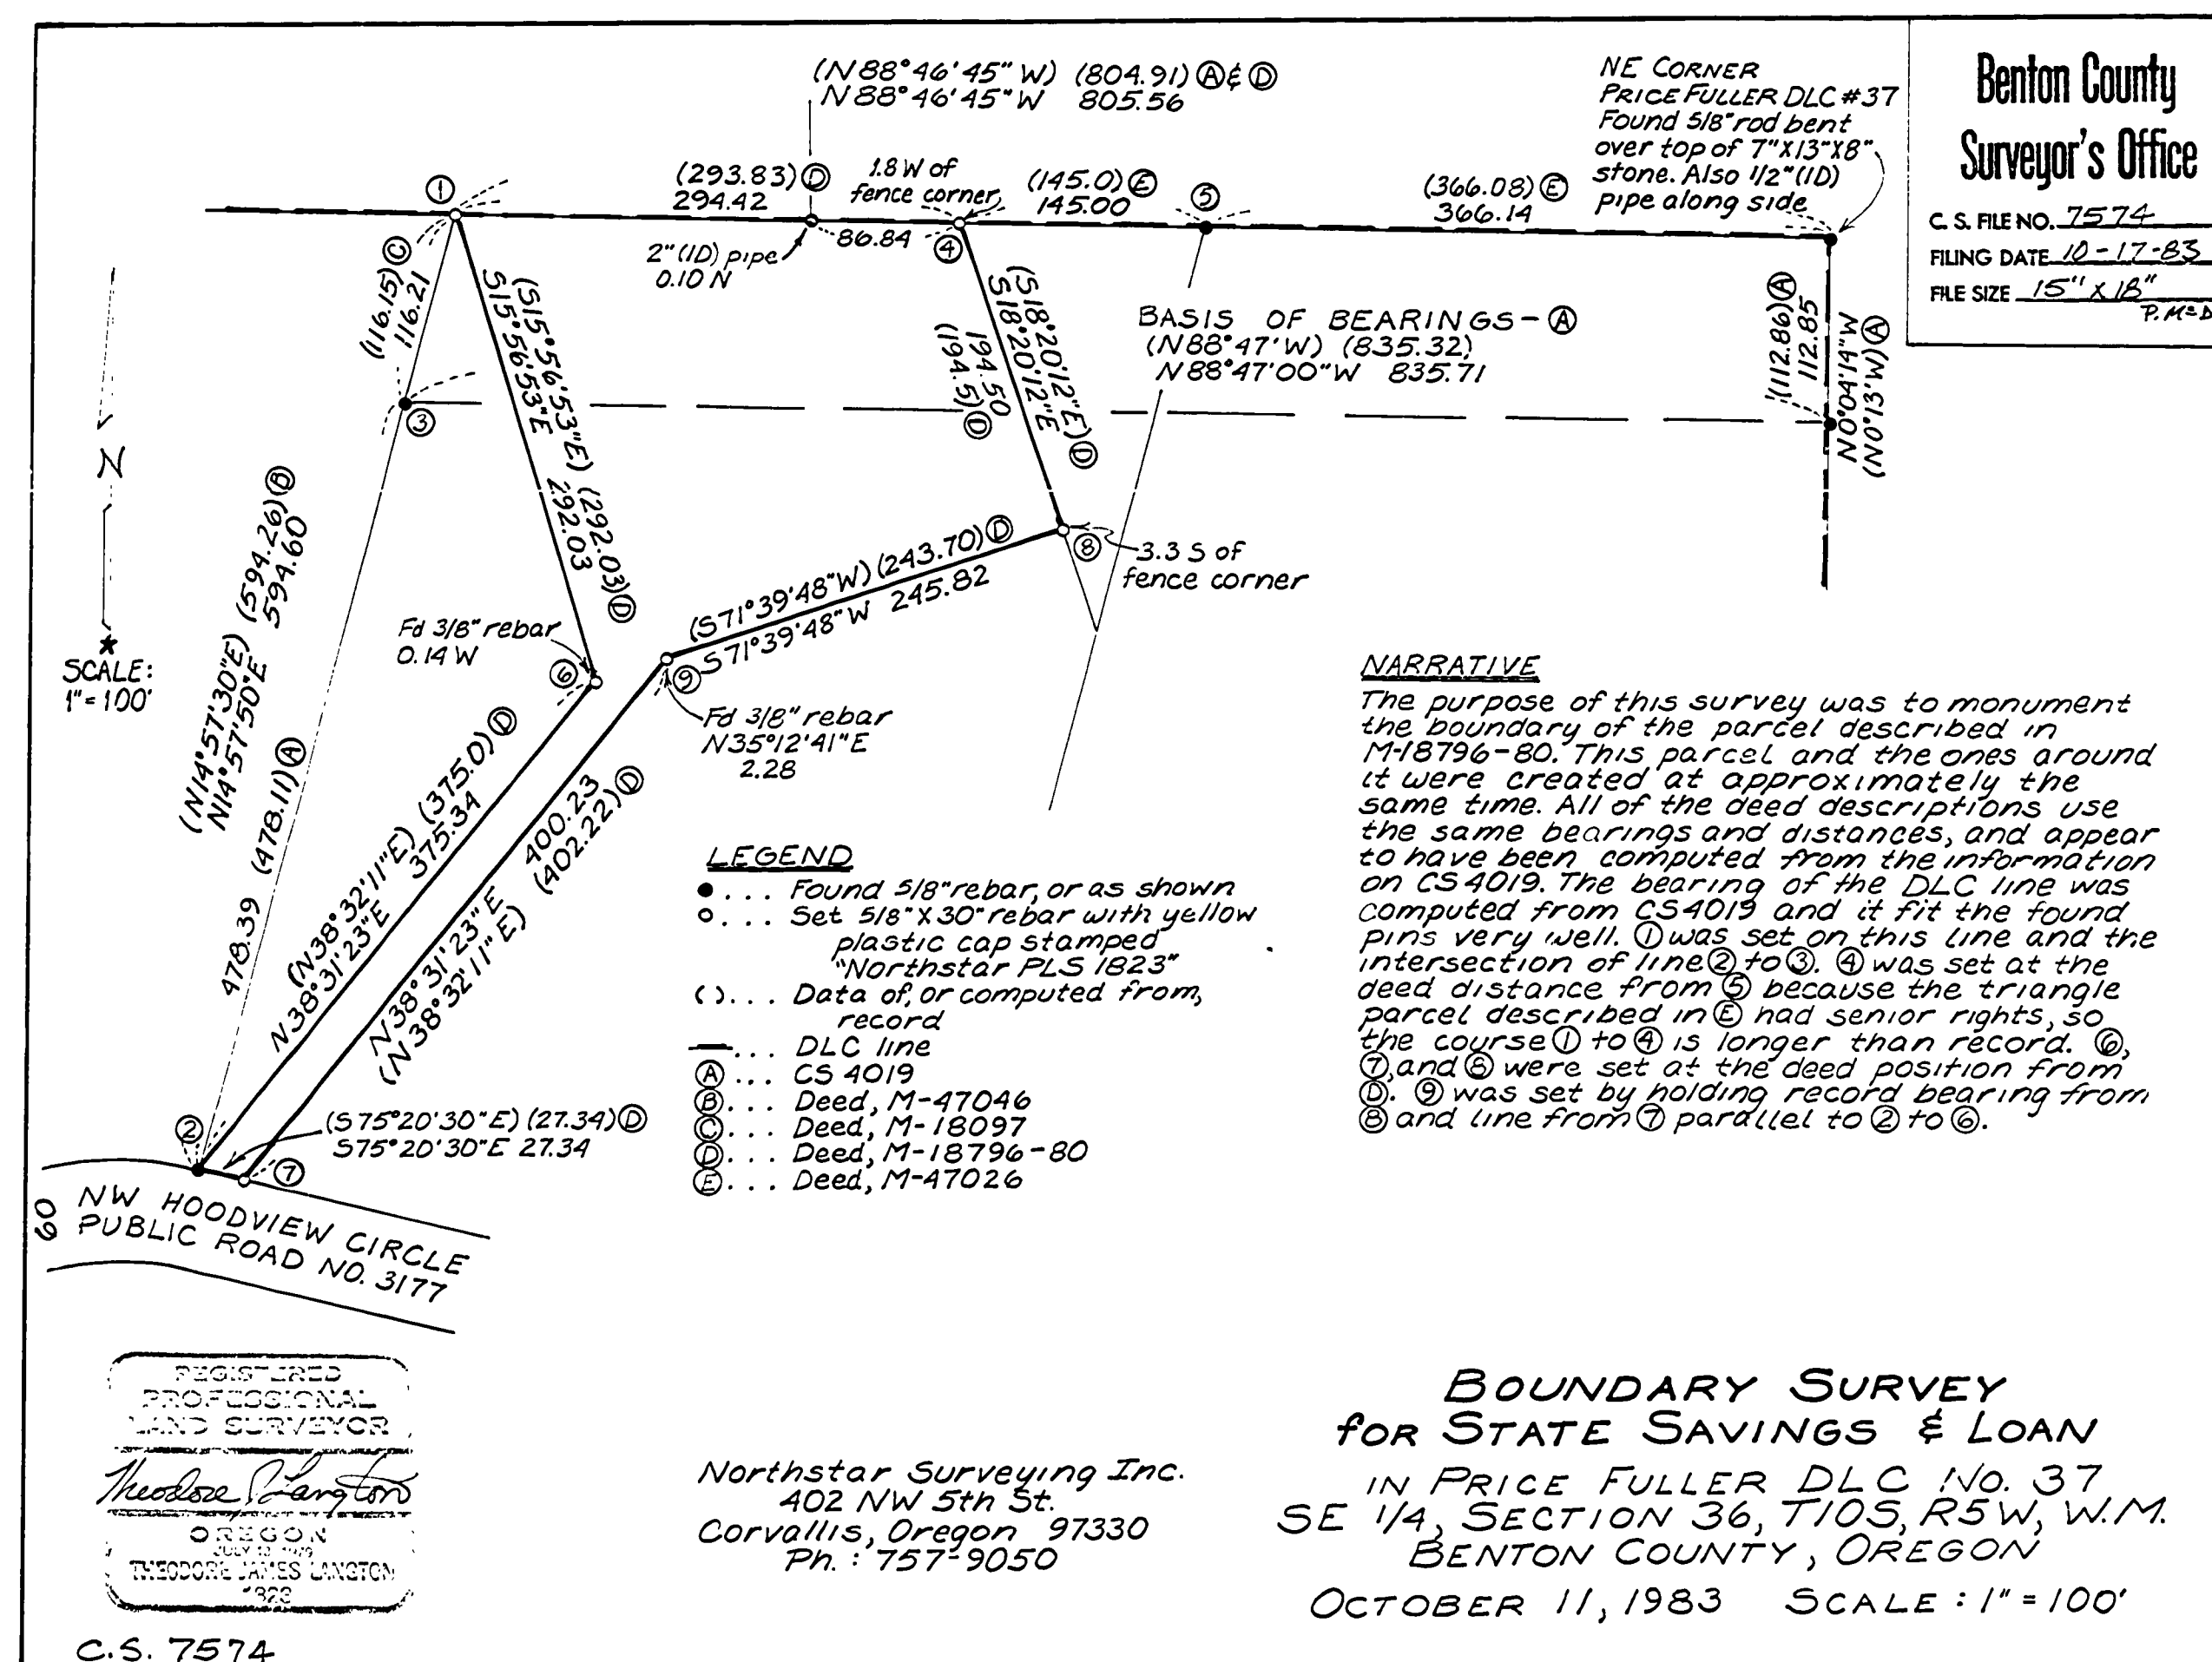 Benton County
Surveyor's Office
C. S. FILE NO. 7574
FILING DATE 10-17-83
FILE SIZE 15" X 18"
(N88°46'45"W) (804.91) Ⓐ & Ⓓ
N88°46'45"W 805.56
NE CORNER
PRICE FULLER DLC #37
Found 5/8" rod bent
over top of 7"X13"X8"
stone. Also 1/2" (ID)
pipe along side
①
(293.83) Ⓓ
294.42
1.8 W of
fence corner
(145.0) Ⓔ
145.00
⑤
(366.08) Ⓔ
366.14
2" (ID) pipe
0.10 N
86.84
④
(116.15) Ⓒ
116.21
③
(S15°56'53"E) (292.03) Ⓓ
S15°56'53"E 292.03
(S18°20'12"E) Ⓓ
S18°20'12"E
194.50
(194.5) Ⓓ
BASIS OF BEARINGS - Ⓐ
(N88°47'W) (835.32)
N88°47'00"W 835.71
(112.86) Ⓐ
112.85
N0°04'14"W
(N0°13'W) Ⓐ
N
SCALE:
1"=100'
(N14°57'30"E) (594.26) Ⓑ
N14°57'50"E 594.60
478.39 (478.11) Ⓐ
Fd 3/8" rebar
0.14 W
⑥
(S71°39'48"W) (243.70) Ⓓ
S71°39'48"W 245.82
⑧
3.3 S of
fence corner
⑨
Fd 3/8" rebar
N35°12'41"E
2.28
(N38°32'11"E) (375.0) Ⓓ
N38°31'23"E 375.34
N38°31'23"E 400.23
(N38°32'11"E) (402.22) Ⓓ
②
(S75°20'30"E) (27.34) Ⓓ
S75°20'30"E 27.34
⑦
60
NW HOODVIEW CIRCLE
PUBLIC ROAD NO. 3177
LEGEND
●... Found 5/8" rebar, or as shown
○... Set 5/8" X 30" rebar with yellow
plastic cap stamped
"Northstar PLS 1823"
( )... Data of, or computed from,
record
—... DLC line
Ⓐ... CS 4019
Ⓑ... Deed, M-47046
Ⓒ... Deed, M-18097
Ⓓ... Deed, M-18796-80
Ⓔ... Deed, M-47026
NARRATIVE
The purpose of this survey was to monument
the boundary of the parcel described in
M-18796-80. This parcel and the ones around
it were created at approximately the
same time. All of the deed descriptions use
the same bearings and distances, and appear
to have been computed from the information
on CS 4019. The bearing of the DLC line was
computed from CS 4019 and it fit the found
pins very well. ① was set on this line and the
intersection of line ② to ③. ④ was set at the
deed distance from ⑤ because the triangle
parcel described in Ⓔ had senior rights, so
the course ① to ④ is longer than record. ⑥,
⑦, and ⑧ were set at the deed position from
Ⓓ. ⑨ was set by holding record bearing from
⑧ and line from ⑦ parallel to ② to ⑥.
REGISTERED
PROFESSIONAL
LAND SURVEYOR
Theodore J. Langton
OREGON
JULY 13, 1979
THEODORE JAMES LANGTON
1823
Northstar Surveying Inc.
402 NW 5th St.
Corvallis, Oregon 97330
Ph.: 757-9050
BOUNDARY SURVEY
for STATE SAVINGS & LOAN
IN PRICE FULLER DLC NO. 37
SE 1/4, SECTION 36, T10S, R5W, W.M.
BENTON COUNTY, OREGON
OCTOBER 11, 1983 SCALE: 1"=100'
C.S. 7574